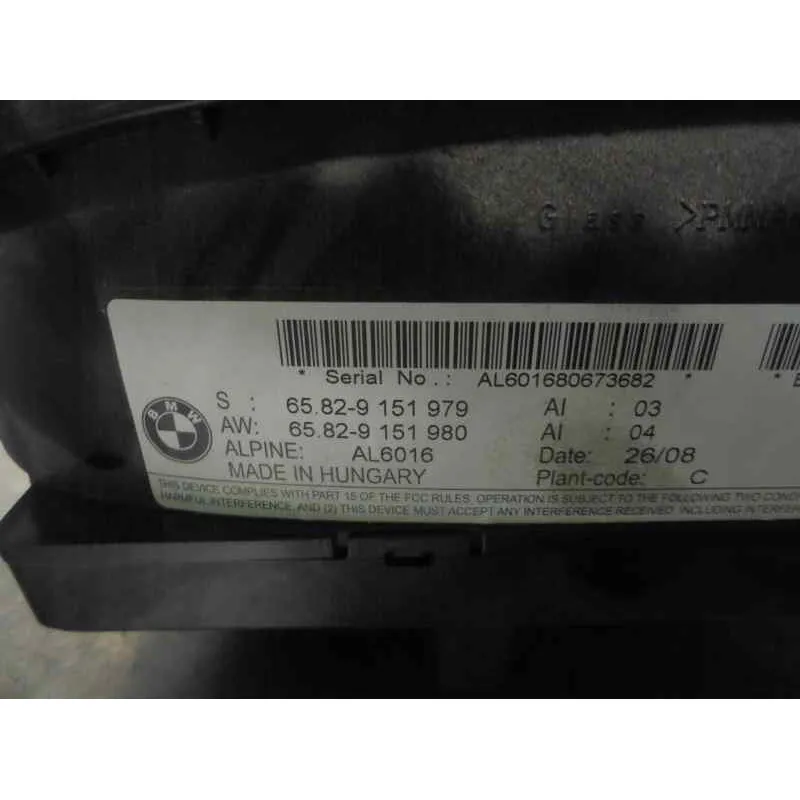 Glass >PMMA
* Serial No.: AL601680673682 *
BMW
S : 65.82-9 151 979 AI : 03
AW: 65.82-9 151 980 AI : 04
ALPINE: AL6016 Date: 26/08
MADE IN HUNGARY Plant-code: C
THIS DEVICE COMPLIES WITH PART 15 OF THE FCC RULES. OPERATION IS SUBJECT TO THE FOLLOWING TWO
HARMFUL INTERFERENCE, AND (2) THIS DEVICE MUST ACCEPT ANY INTERFERENCE RECEIVED, INCLUDING